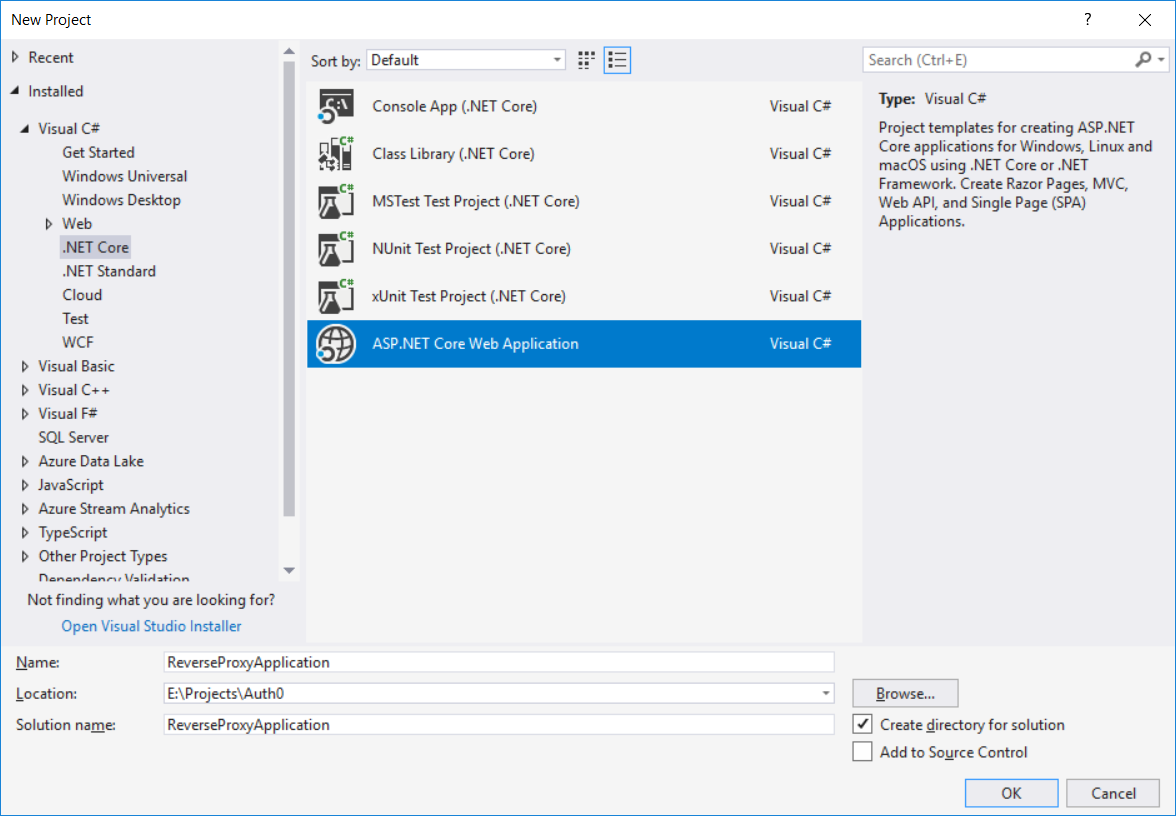 New Project
?
Recent
Installed
Visual C#
Get Started
Windows Universal
Windows Desktop
Web
.NET Core
.NET Standard
Cloud
Test
WCF
Visual Basic
Visual C++
Visual F#
SQL Server
Azure Data Lake
JavaScript
Azure Stream Analytics
TypeScript
Other Project Types
Dependency Validation
Not finding what you are looking for?
Open Visual Studio Installer
Sort by: Default
Console App (.NET Core) Visual C#
Class Library (.NET Core) Visual C#
MSTest Test Project (.NET Core) Visual C#
NUnit Test Project (.NET Core) Visual C#
xUnit Test Project (.NET Core) Visual C#
ASP.NET Core Web Application Visual C#
Search (Ctrl+E)
Type: Visual C#
Project templates for creating ASP.NET
Core applications for Windows, Linux and
macOS using .NET Core or .NET
Framework. Create Razor Pages, MVC,
Web API, and Single Page (SPA)
Applications.
Name: ReverseProxyApplication
Location: E:\Projects\Auth0
Browse...
Solution name: ReverseProxyApplication
Create directory for solution
Add to Source Control
OK
Cancel